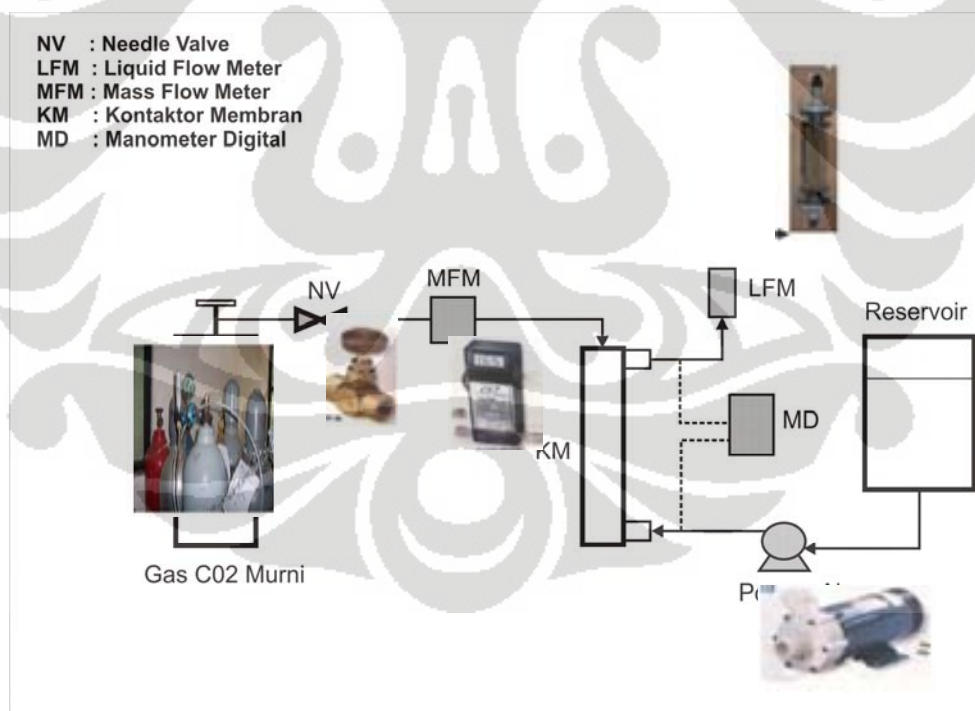 NV : Needle Valve
LFM : Liquid Flow Meter
MFM : Mass Flow Meter
KM : Kontaktor Membran
MD : Manometer Digital
NV
MFM
LFM
Reservoir
MD
KM
Gas C02 Murni